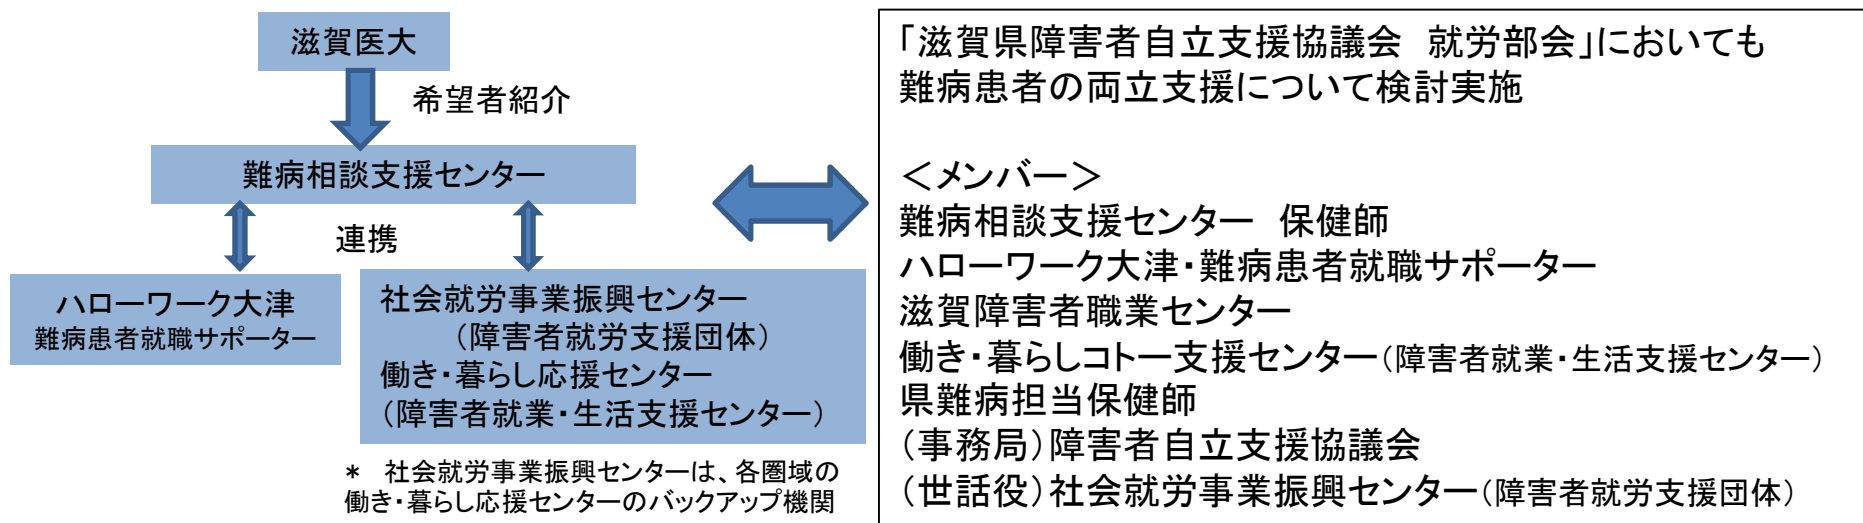 滋賀医大
希望者紹介
難病相談支援センター
連携
ハローワーク大津
難病患者就職サポーター
社会就労事業振興センター
（障害者就労支援団体）
働き・暮らし応援センター
（障害者就業・生活支援センター）
* 社会就労事業振興センターは、各圏域の
働き・暮らし応援センターのバックアップ機関
「滋賀県障害者自立支援協議会　就労部会」においても
難病患者の両立支援について検討実施
＜メンバー＞
難病相談支援センター　保健師
ハローワーク大津・難病患者就職サポーター
滋賀障害者職業センター
働き・暮らしコトー支援センター（障害者就業・生活支援センター）
県難病担当保健師
（事務局）障害者自立支援協議会
（世話役）社会就労事業振興センター（障害者就労支援団体）